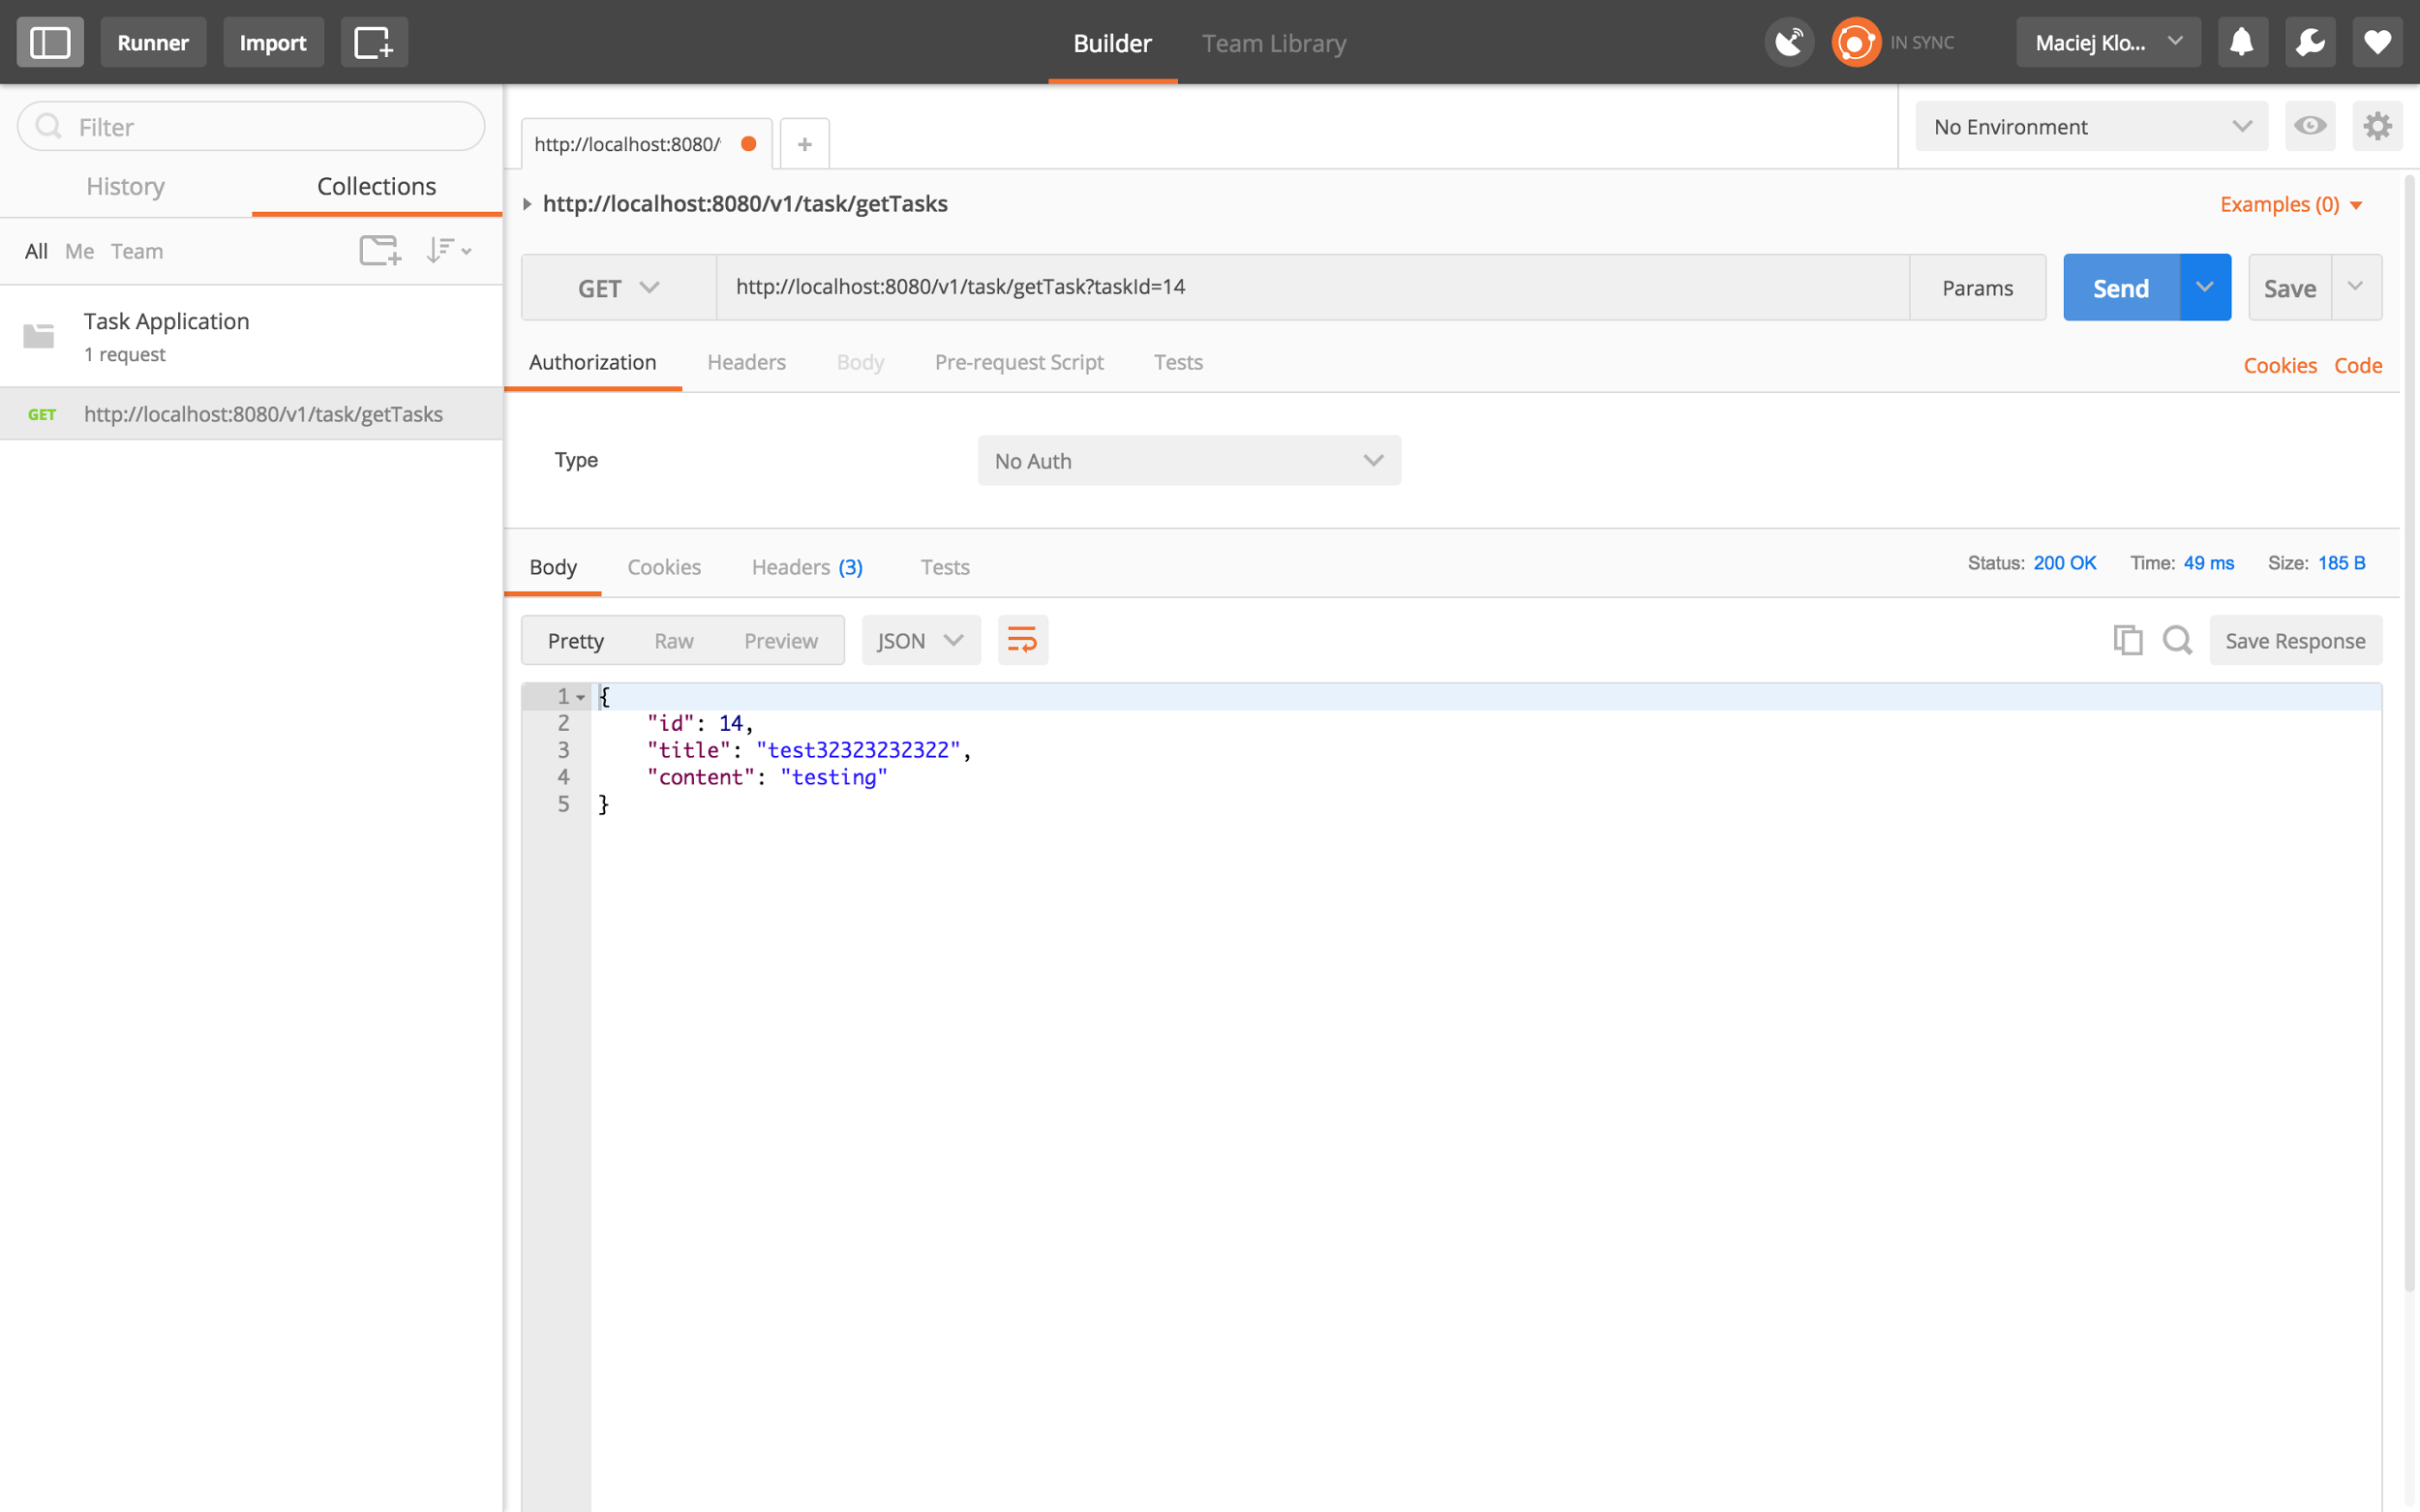 Runner Import Builder Team Library IN SYNC Maciej Klo...
Filter
History Collections
All Me Team
Task Application
1 request
GET http://localhost:8080/v1/task/getTasks
http://localhost:8080/ + No Environment
http://localhost:8080/v1/task/getTasks Examples (0)
GET http://localhost:8080/v1/task/getTask?taskId=14 Params Send Save
Authorization Headers Body Pre-request Script Tests Cookies Code
Type No Auth
Body Cookies Headers (3) Tests Status: 200 OK Time: 49 ms Size: 185 B
Pretty Raw Preview JSON Save Response
1 {
2 "id": 14,
3 "title": "test32323232322",
4 "content": "testing"
5 }